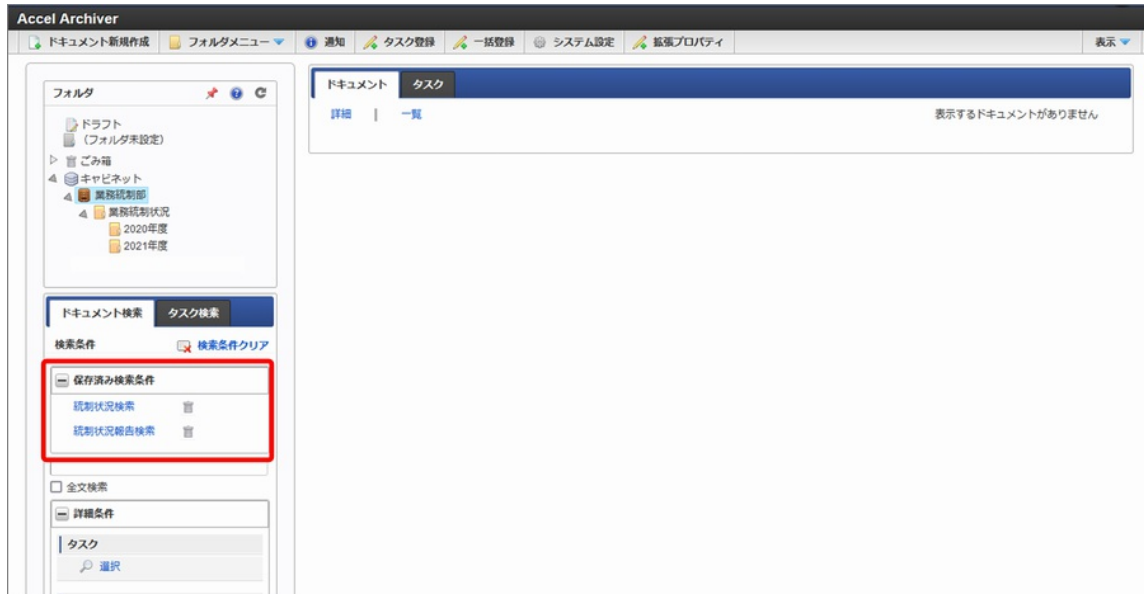 Accel Archiver
ドキュメント新規作成 フォルダメニュー 通知 タスク登録 一括登録 システム設定 拡張プロパティ 表示
フォルダ
ドラフト
(フォルダ未設定)
ごみ箱
キャビネット
業務統制部
業務統制状況
2020年度
2021年度
ドキュメント検索 タスク検索
検索条件 検索条件クリア
保存済み検索条件
統制状況検索
統制状況報告検索
全文検索
詳細条件
タスク
選択
ドキュメント タスク
詳細 | 一覧 表示するドキュメントがありません